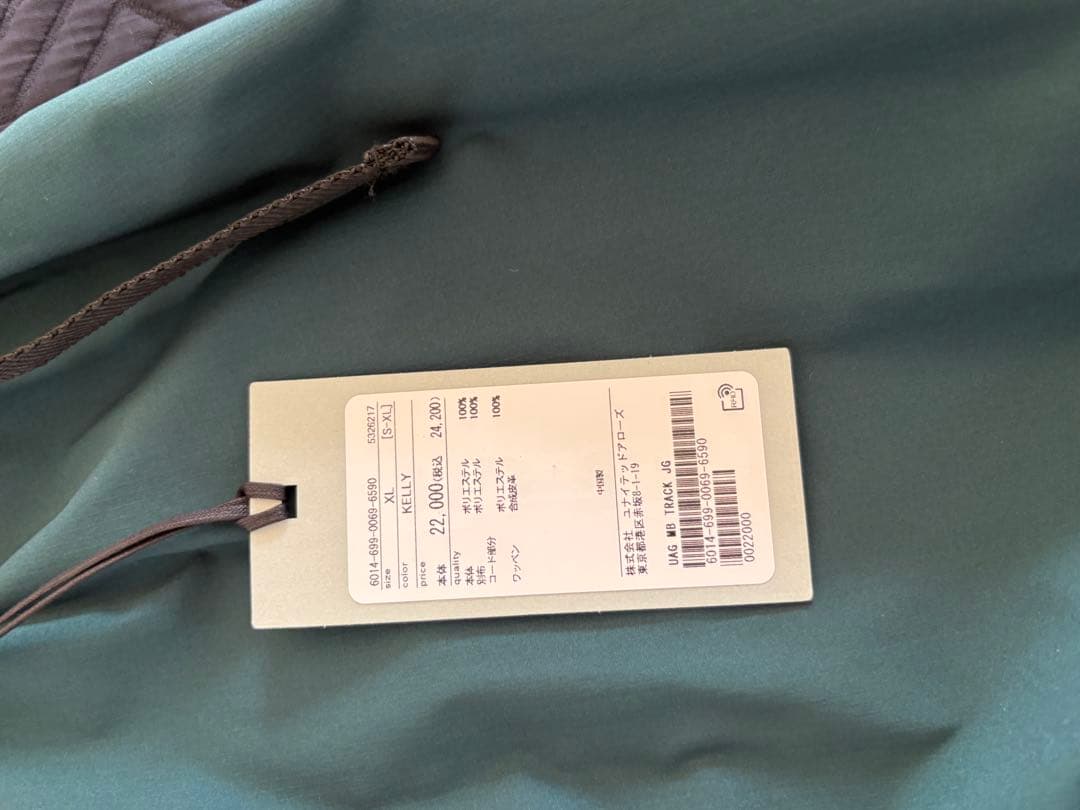 6014-699-0069-6590 5326217
size XL [S-XL]
color KELLY
price
本体 22,000(税込 24,200)
quality
本体 ポリエステル 100%
別布 ポリエステル 100%
コード部分
ポリエステル 100%
ワッペン 合成皮革
中国製
株式会社 ユナイテッドアローズ
東京都港区赤坂8-1-19
UAG MB TRACK JG
6014-699-0069-6590
0022000
RFID